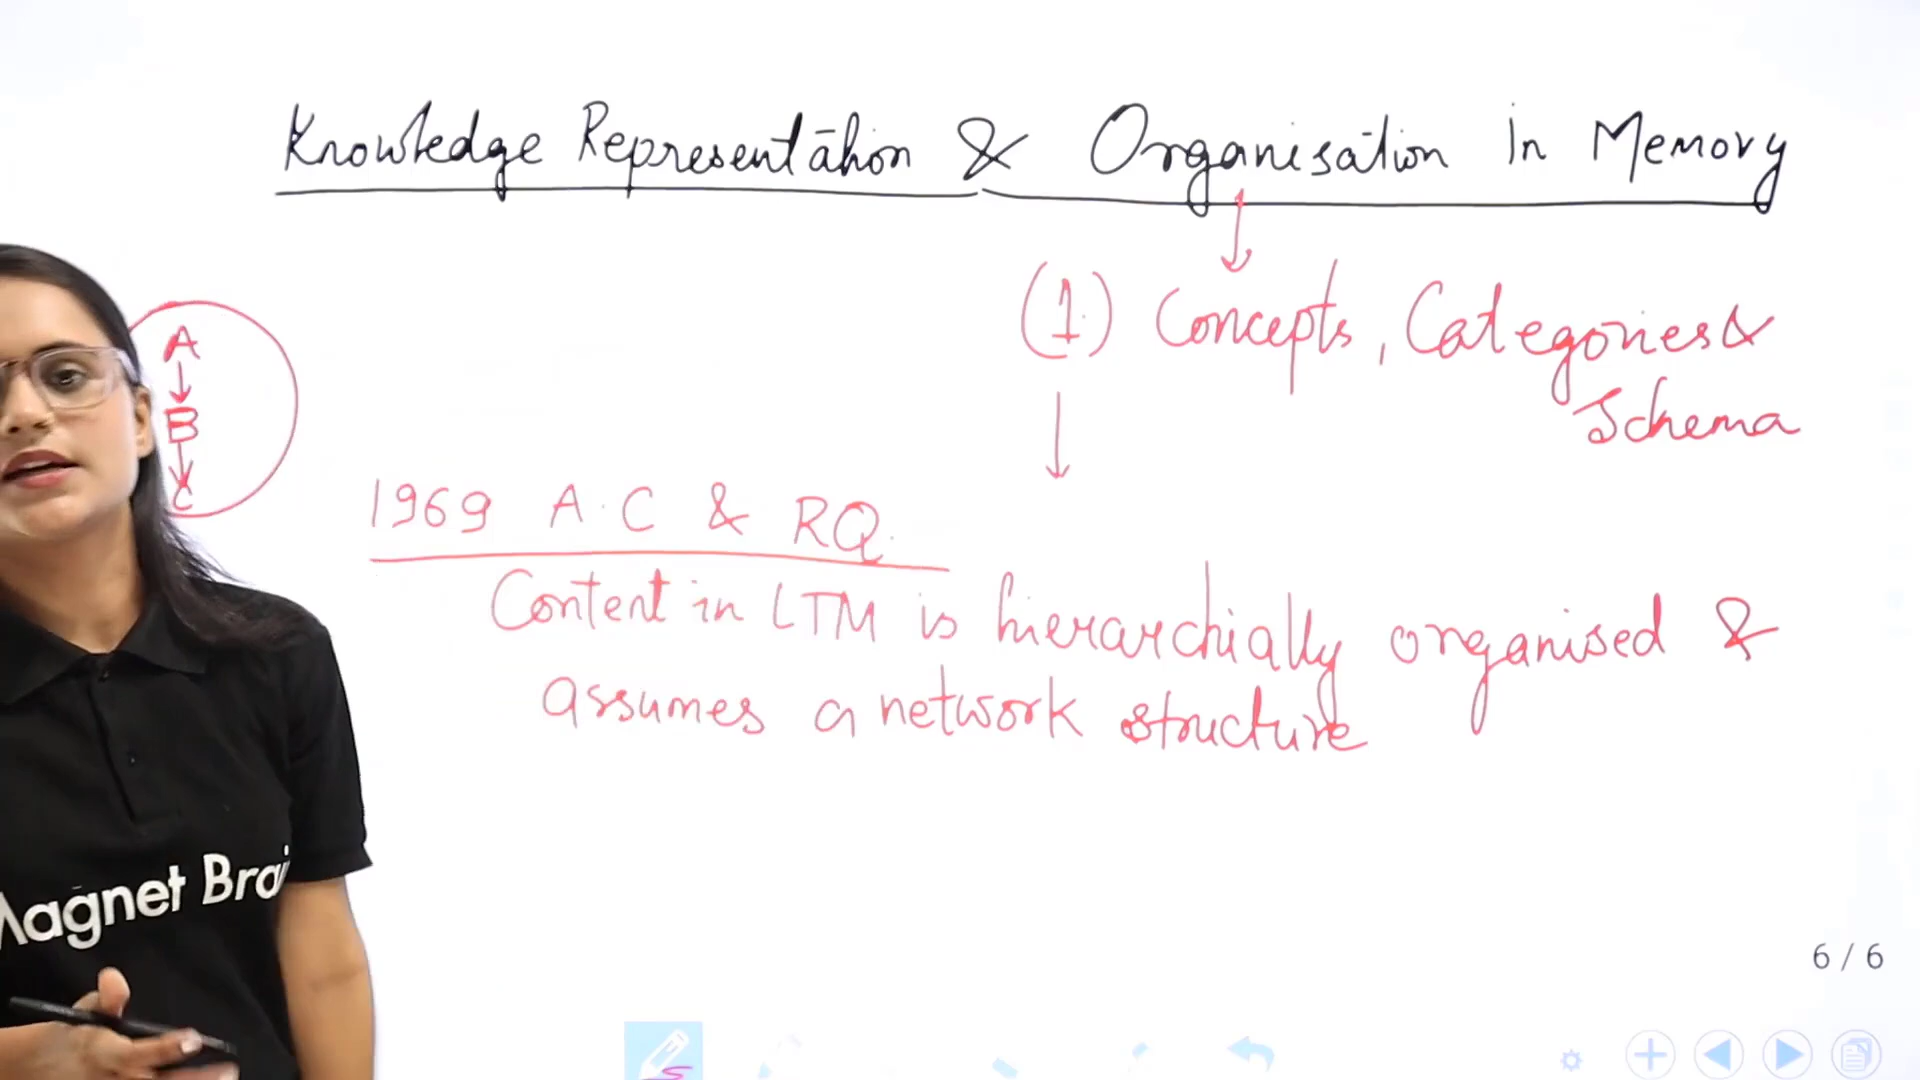 Knowledge Representation & Organisation In Memory
(1.) Concepts, Categories &
Schema
A
B
C
1969 A.C & RQ.
Content in LTM is hierarchially organised &
assumes a network structure
Magnet Brai
6 / 6